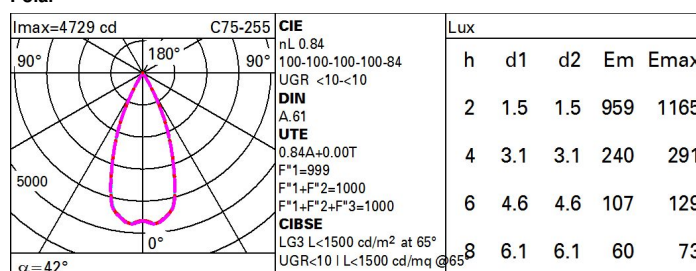 Imax=4729 cd C75-255
90° 180° 90°
5000
0°
α=42°
CIE
nL 0.84
100-100-100-100-84
UGR <10-<10
DIN
A.61
UTE
0.84A+0.00T
F"1=999
F"1+F"2=1000
F"1+F"2+F"3=1000
CIBSE
LG3 L<1500 cd/m² at 65°
UGR<10 | L<1500 cd/mq @65°
Lux
h d1 d2 Em Emax
2 1.5 1.5 959 1165
4 3.1 3.1 240 291
6 4.6 4.6 107 129
8 6.1 6.1 60 73